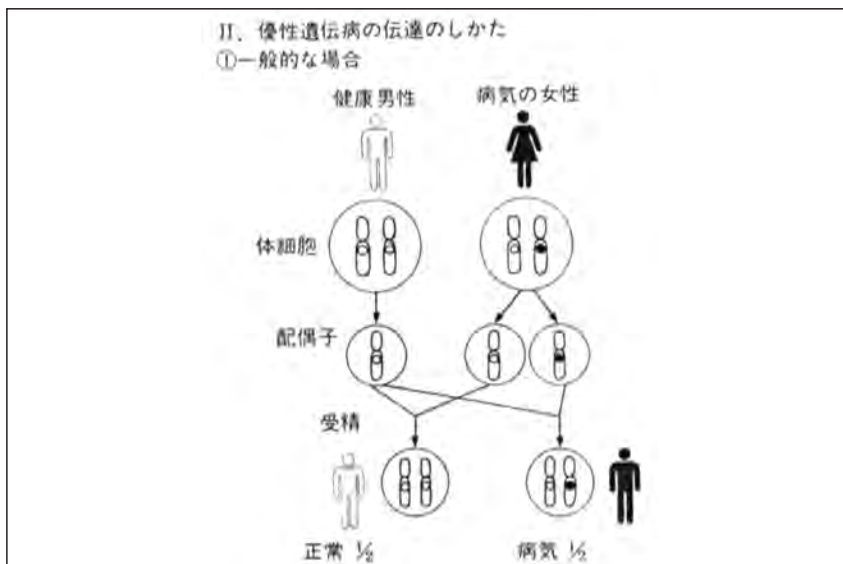 II. 優性遺伝病の伝達のしかた
①一般的な場合
健康男性 病気の女性
体細胞
配偶子
受精
正常 ½ 病気 ½